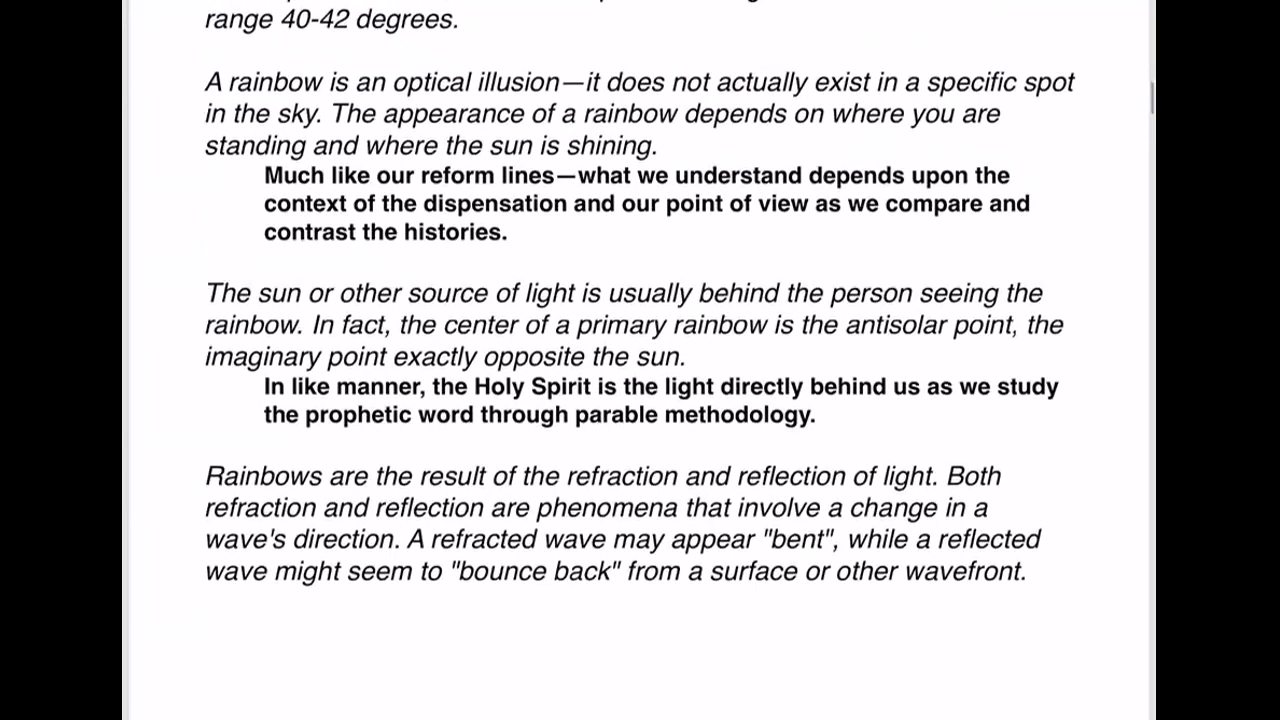 range 40-42 degrees.
A rainbow is an optical illusion—it does not actually exist in a specific spot
in the sky. The appearance of a rainbow depends on where you are
standing and where the sun is shining.
Much like our reform lines—what we understand depends upon the
context of the dispensation and our point of view as we compare and
contrast the histories.
The sun or other source of light is usually behind the person seeing the
rainbow. In fact, the center of a primary rainbow is the antisolar point, the
imaginary point exactly opposite the sun.
In like manner, the Holy Spirit is the light directly behind us as we study
the prophetic word through parable methodology.
Rainbows are the result of the refraction and reflection of light. Both
refraction and reflection are phenomena that involve a change in a
wave's direction. A refracted wave may appear "bent", while a reflected
wave might seem to "bounce back" from a surface or other wavefront.